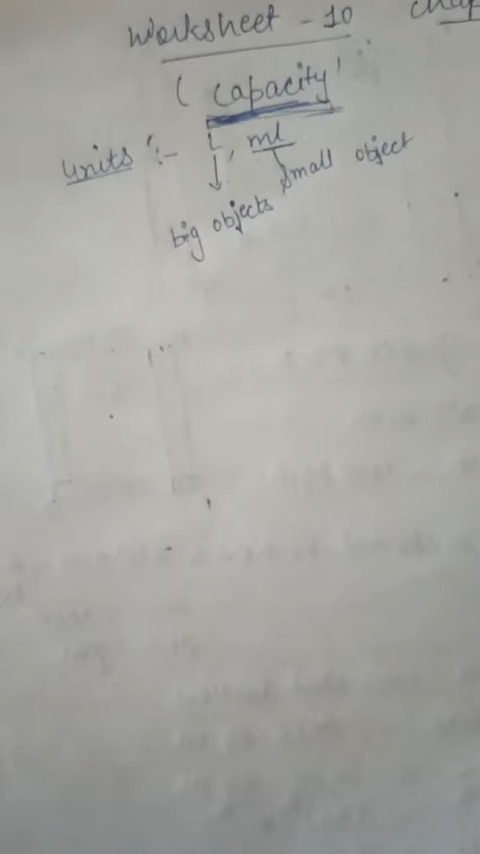 Worksheet - 10
( Capacity )
Units :- L, ml
small object
big objects